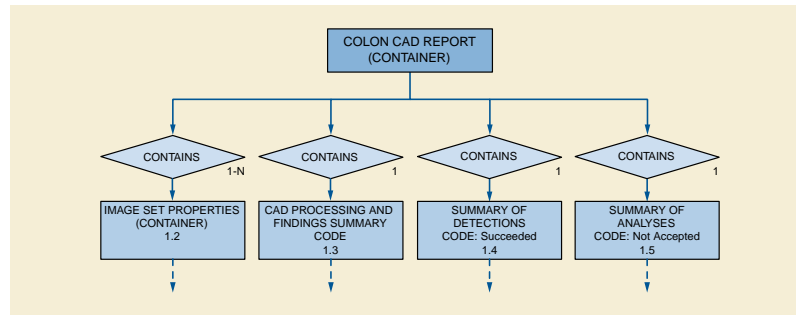 COLON CAD REPORT
(CONTAINER)
CONTAINS
1-N
CONTAINS
1
CONTAINS
1
CONTAINS
1
IMAGE SET PROPERTIES
(CONTAINER)
1.2
CAD PROCESSING AND
FINDINGS SUMMARY
CODE
1.3
SUMMARY OF
DETECTIONS
CODE: Succeeded
1.4
SUMMARY OF
ANALYSES
CODE: Not Accepted
1.5